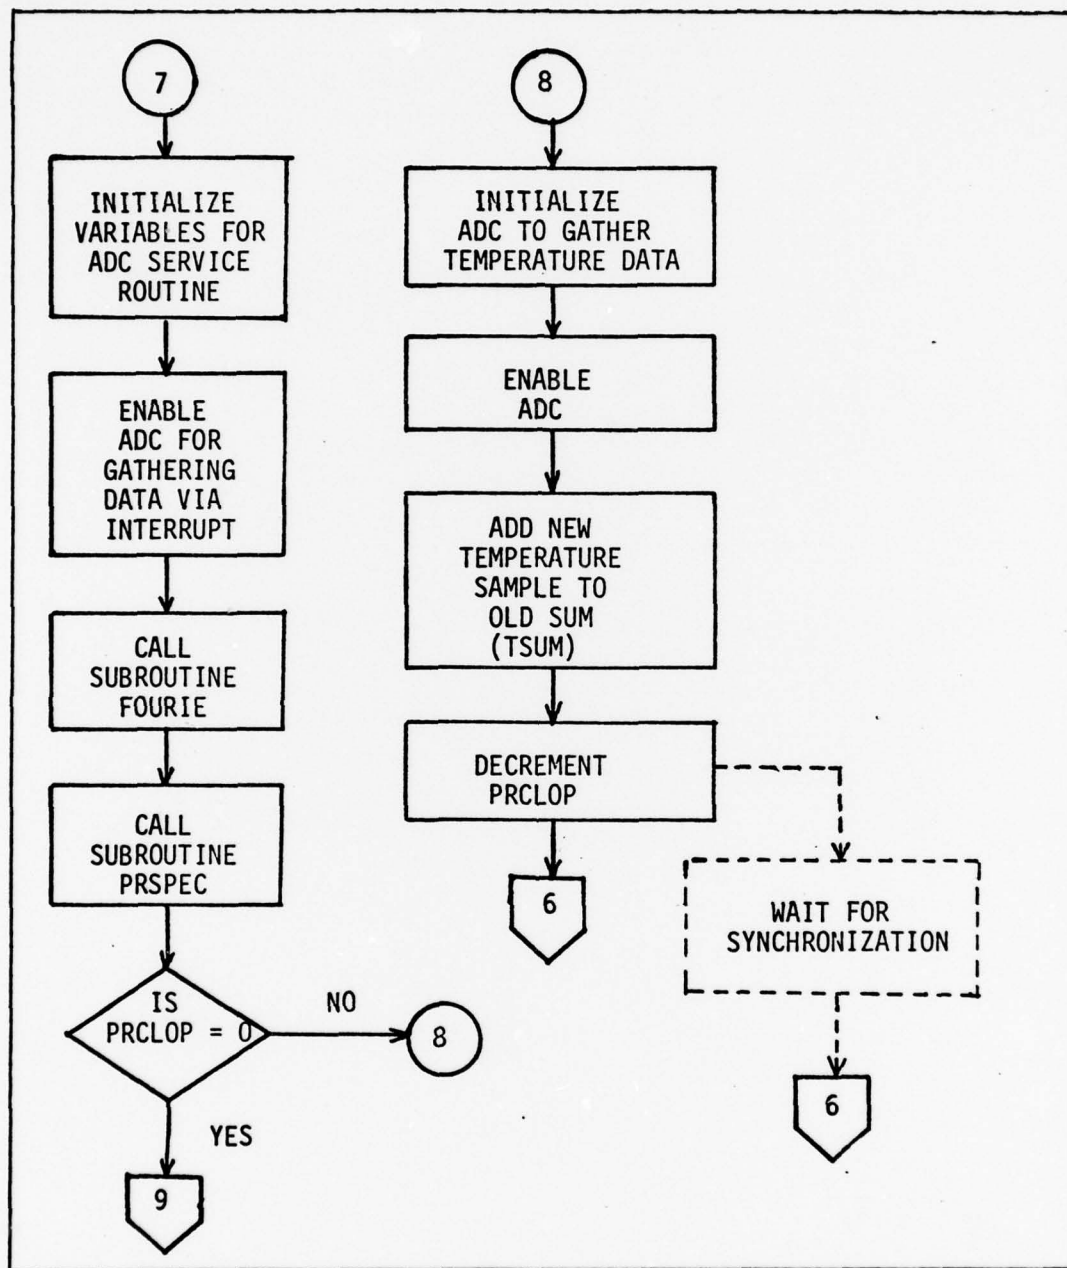 7
INITIALIZE
VARIABLES FOR
ADC SERVICE
ROUTINE
ENABLE
ADC FOR
GATHERING
DATA VIA
INTERRUPT
CALL
SUBROUTINE
FOURIE
CALL
SUBROUTINE
PRSPEC
IS
PRCLOP = 0
NO
8
YES
9
8
INITIALIZE
ADC TO GATHER
TEMPERATURE DATA
ENABLE
ADC
ADD NEW
TEMPERATURE
SAMPLE TO
OLD SUM
(TSUM)
DECREMENT
PRCLOP
6
WAIT FOR
SYNCHRONIZATION
6